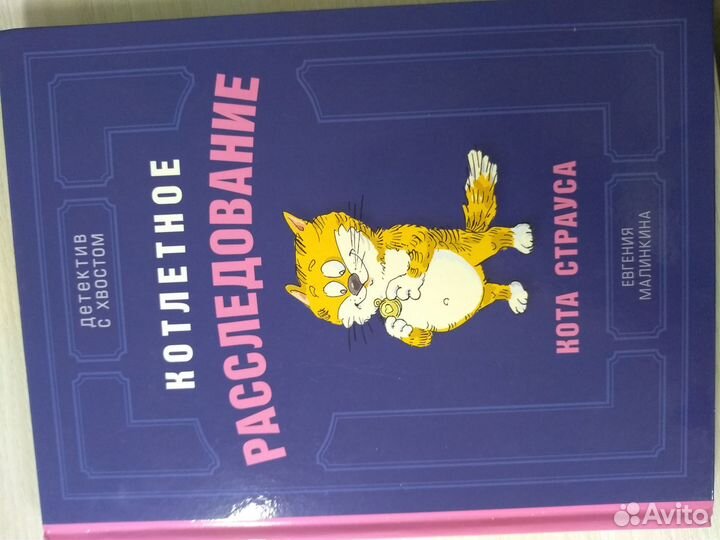 детектив
с хвостом
КОТЛЕТНОЕ
РАССЛЕДОВАНИЕ
КОТА СТРАУСА
ЕВГЕНИЯ
МАЛИНКИНА
Avito